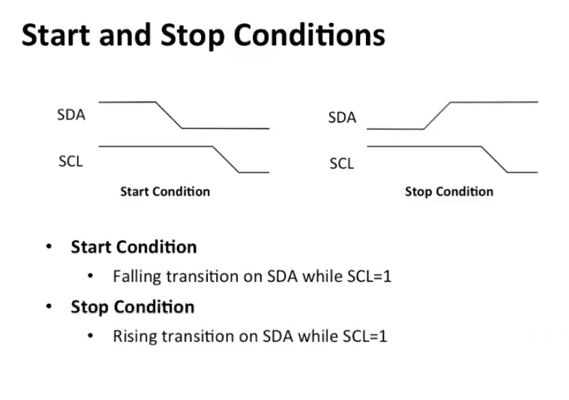 Start and Stop Conditions
SDA
SCL
Start Condition
SDA
SCL
Stop Condition
• Start Condition
• Falling transition on SDA while SCL=1
• Stop Condition
• Rising transition on SDA while SCL=1